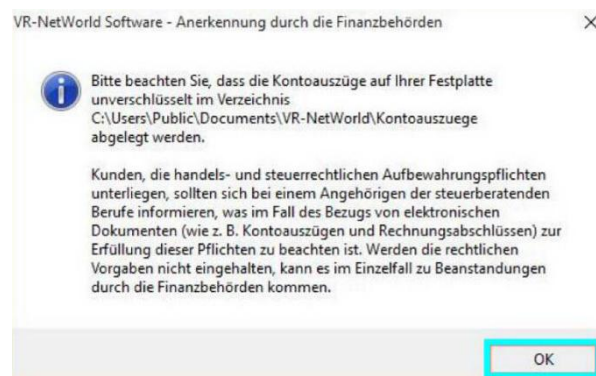 VR-NetWorld Software - Anerkennung durch die Finanzbehörden
Bitte beachten Sie, dass die Kontoauszüge auf Ihrer Festplatte
unverschlüsselt im Verzeichnis
C:\Users\Public\Documents\VR-NetWorld\Kontoauszuege
abgelegt werden.
Kunden, die handels- und steuerrechtlichen Aufbewahrungspflichten
unterliegen, sollten sich bei einem Angehörigen der steuerberatenden
Berufe informieren, was im Fall des Bezugs von elektronischen
Dokumenten (wie z. B. Kontoauszügen und Rechnungsabschlüssen) zur
Erfüllung dieser Pflichten zu beachten ist. Werden die rechtlichen
Vorgaben nicht eingehalten, kann es im Einzelfall zu Beanstandungen
durch die Finanzbehörden kommen.
OK